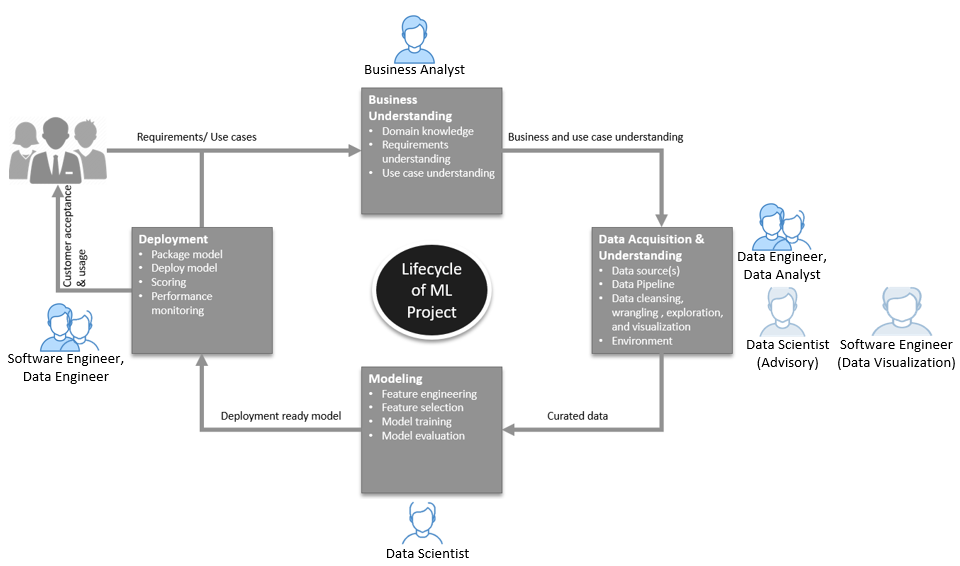 Business Analyst
Business
Understanding
• Domain knowledge
• Requirements
understanding
• Use case understanding
Requirements/ Use cases
Business and use case understanding
Customer acceptance
& usage
Deployment
• Package model
• Deploy model
• Scoring
• Performance
monitoring
Lifecycle
of ML
Project
Data Acquisition &
Understanding
• Data source(s)
• Data Pipeline
• Data cleansing,
wrangling , exploration,
and visualization
• Environment
Data Engineer,
Data Analyst
Data Scientist
(Advisory)
Software Engineer
(Data Visualization)
Software Engineer,
Data Engineer
Modeling
• Feature engineering
• Feature selection
• Model training
• Model evaluation
Deployment ready model
Curated data
Data Scientist